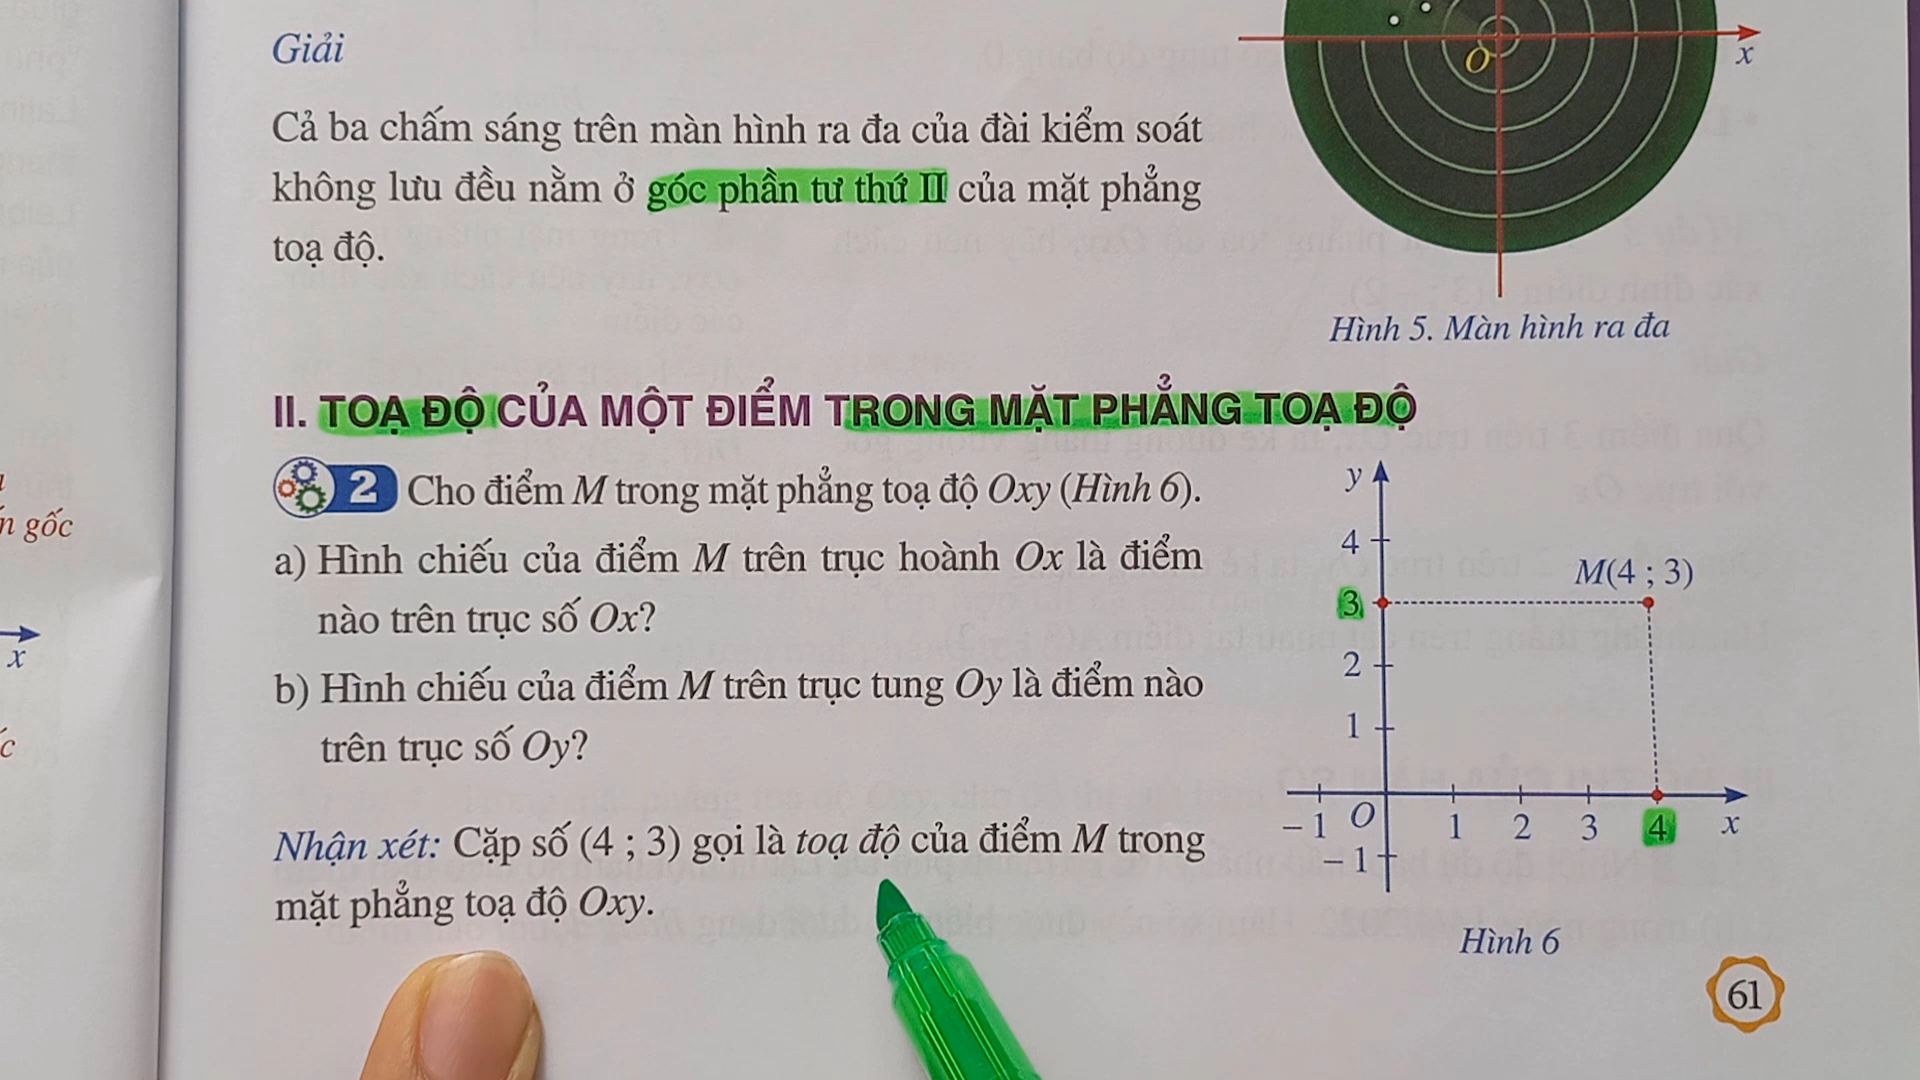 Giải
Cả ba chấm sáng trên màn hình ra đa của đài kiểm soát
không lưu đều nằm ở góc phần tư thứ II của mặt phẳng
toạ độ.
O
x
Hình 5. Màn hình ra đa
II. TOẠ ĐỘ CỦA MỘT ĐIỂM TRONG MẶT PHẲNG TOẠ ĐỘ
2 Cho điểm M trong mặt phẳng toạ độ Oxy (Hình 6).
a) Hình chiếu của điểm M trên trục hoành Ox là điểm
nào trên trục số Ox?
b) Hình chiếu của điểm M trên trục tung Oy là điểm nào
trên trục số Oy?
Nhận xét: Cặp số (4 ; 3) gọi là toạ độ của điểm M trong
mặt phẳng toạ độ Oxy.
y
4
M(4 ; 3)
3
2
1
–1 O 1 2 3 4 x
–1
Hình 6
61
gốc
x